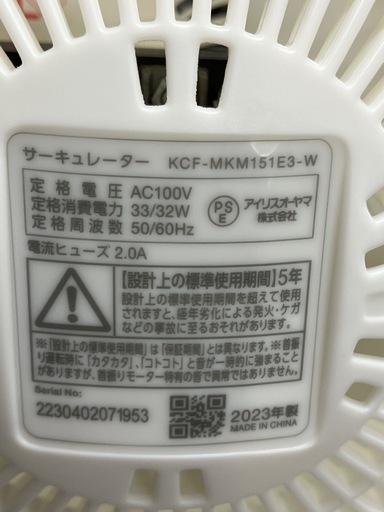 サーキュレーター KCF-MKM151E3-W
定格電圧 AC100V
定格消費電力 33/32W
定格周波数 50/60Hz
PS
E
アイリスオーヤマ
株式会社
電流ヒューズ 2.0A
【設計上の標準使用期間】5年
設計上の標準使用期間を超えて使用
されますと、経年劣化による発火・ケガ
などの事故に至るおそれがあります。
※「設計上の標準使用期間」は「保証期間」とは異なります。※首振
り運転時に「カタカタ」、「コトコト」と音が一時的に強まること
がありますが、首振りモーター特有の音で異常ではありません。
Serial No:
2230402071953
2023年製
MADE IN CHINA